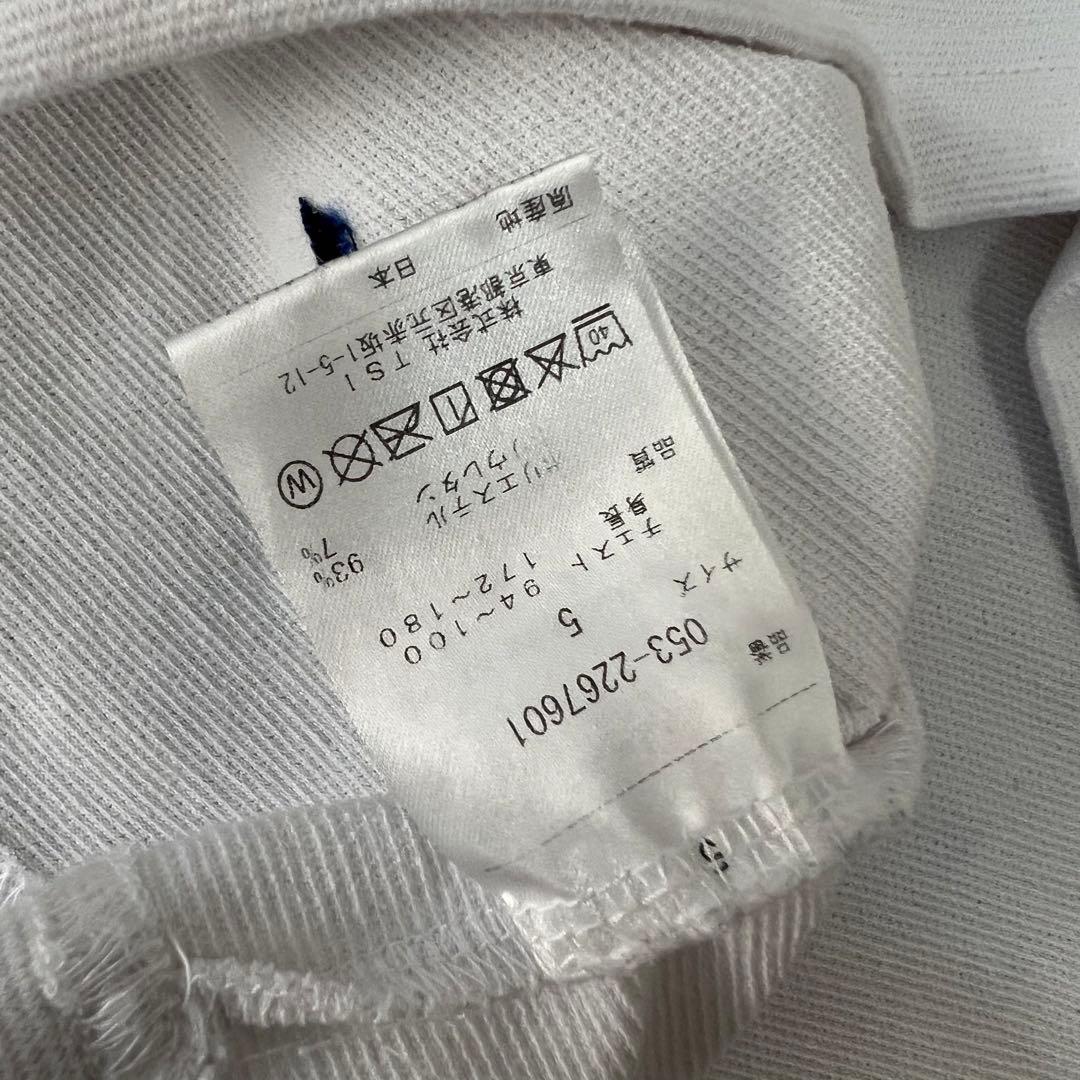 5
品番 053-2267601
サイズ 5
チェスト 94~100
身長 172~180
品質 ポリエステル 93%
ポリウレタン 7%
40
W
株式会社 TSI
東京都港区元赤坂1-5-12
原産地 日本